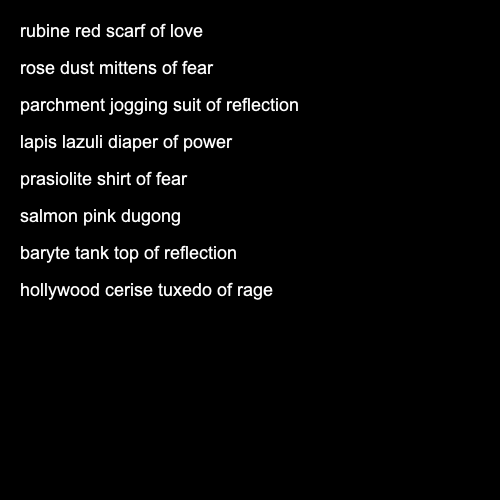 rubine red scarf of love
rose dust mittens of fear
parchment jogging suit of reflection
lapis lazuli diaper of power
prasiolite shirt of fear
salmon pink dugong
baryte tank top of reflection
hollywood cerise tuxedo of rage